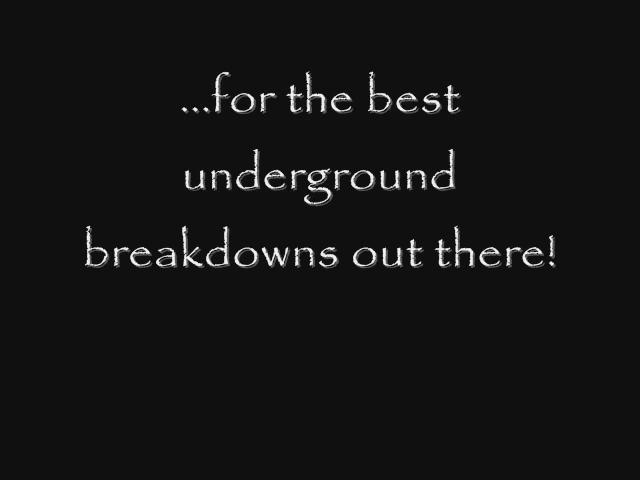 ...for the best
underground
breakdowns out there!